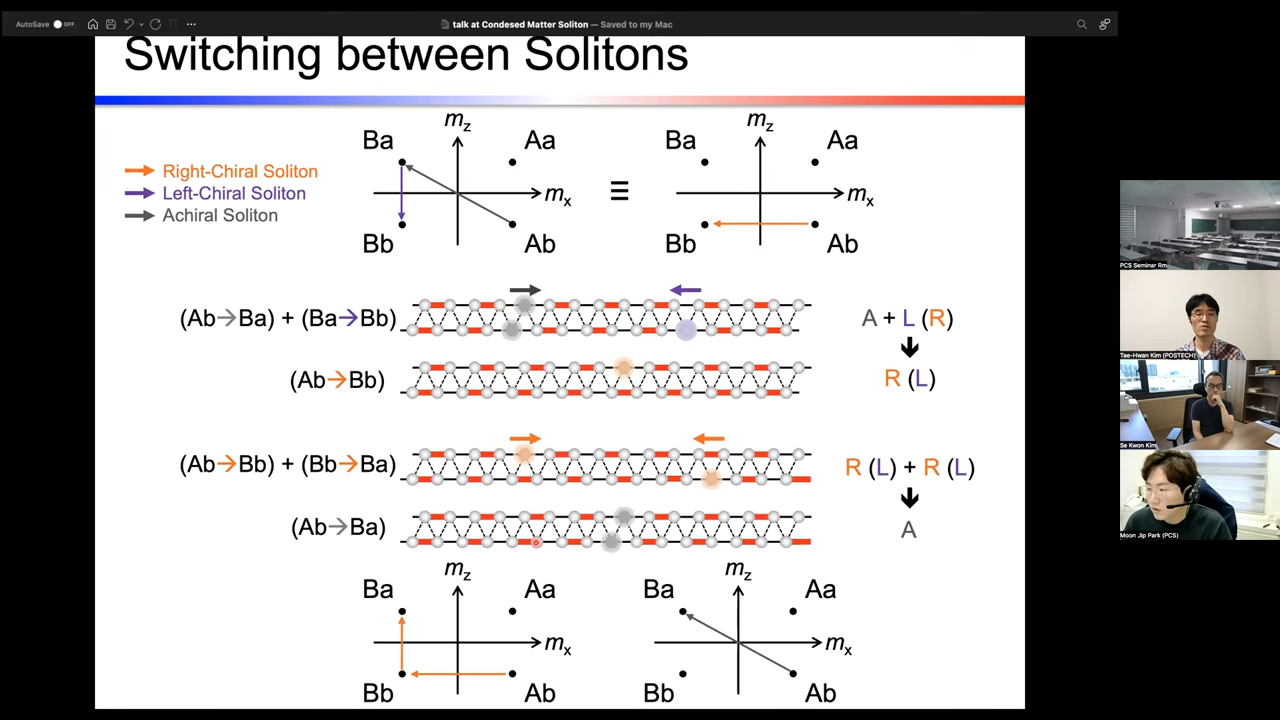 AutoSave OFF
talk at Condesed Matter Soliton — Saved to my Mac
Switching between Solitons
Right-Chiral Soliton
Left-Chiral Soliton
Achiral Soliton
mz
Ba
Aa
mx
Bb
Ab
≡
mz
Ba
Aa
mx
Bb
Ab
(Ab→Ba) + (Ba→Bb)
A + L (R)
(Ab→Bb)
R (L)
(Ab→Bb) + (Bb→Ba)
R (L) + R (L)
(Ab→Ba)
A
mz
Ba
Aa
mx
Bb
Ab
mz
Ba
Aa
mx
Bb
Ab
PCS Seminar Rm
Tae-Hwan Kim (POSTECH)
Se Kwon Kim
Moon Jip Park (PCS)